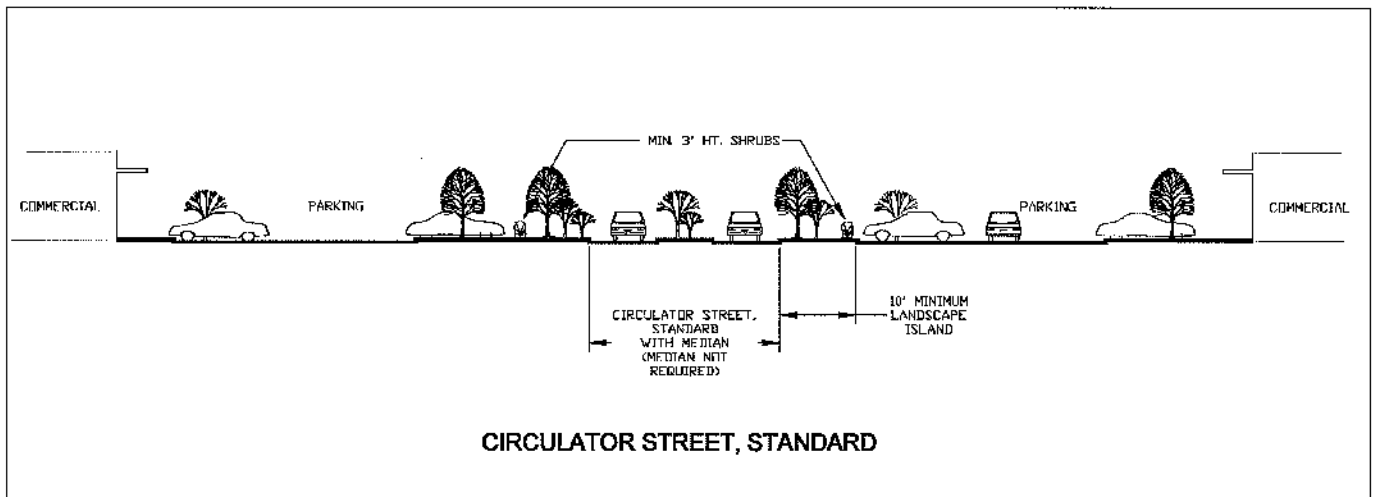 MIN. 3' HT. SHRUBS
COMMERCIAL
PARKING
PARKING
COMMERCIAL
CIRCULATOR STREET,
STANDARD
WITH MEDIAN
(MEDIAN NOT
REQUIRED)
10' MINIMUM
LANDSCAPE
ISLAND
CIRCULATOR STREET, STANDARD